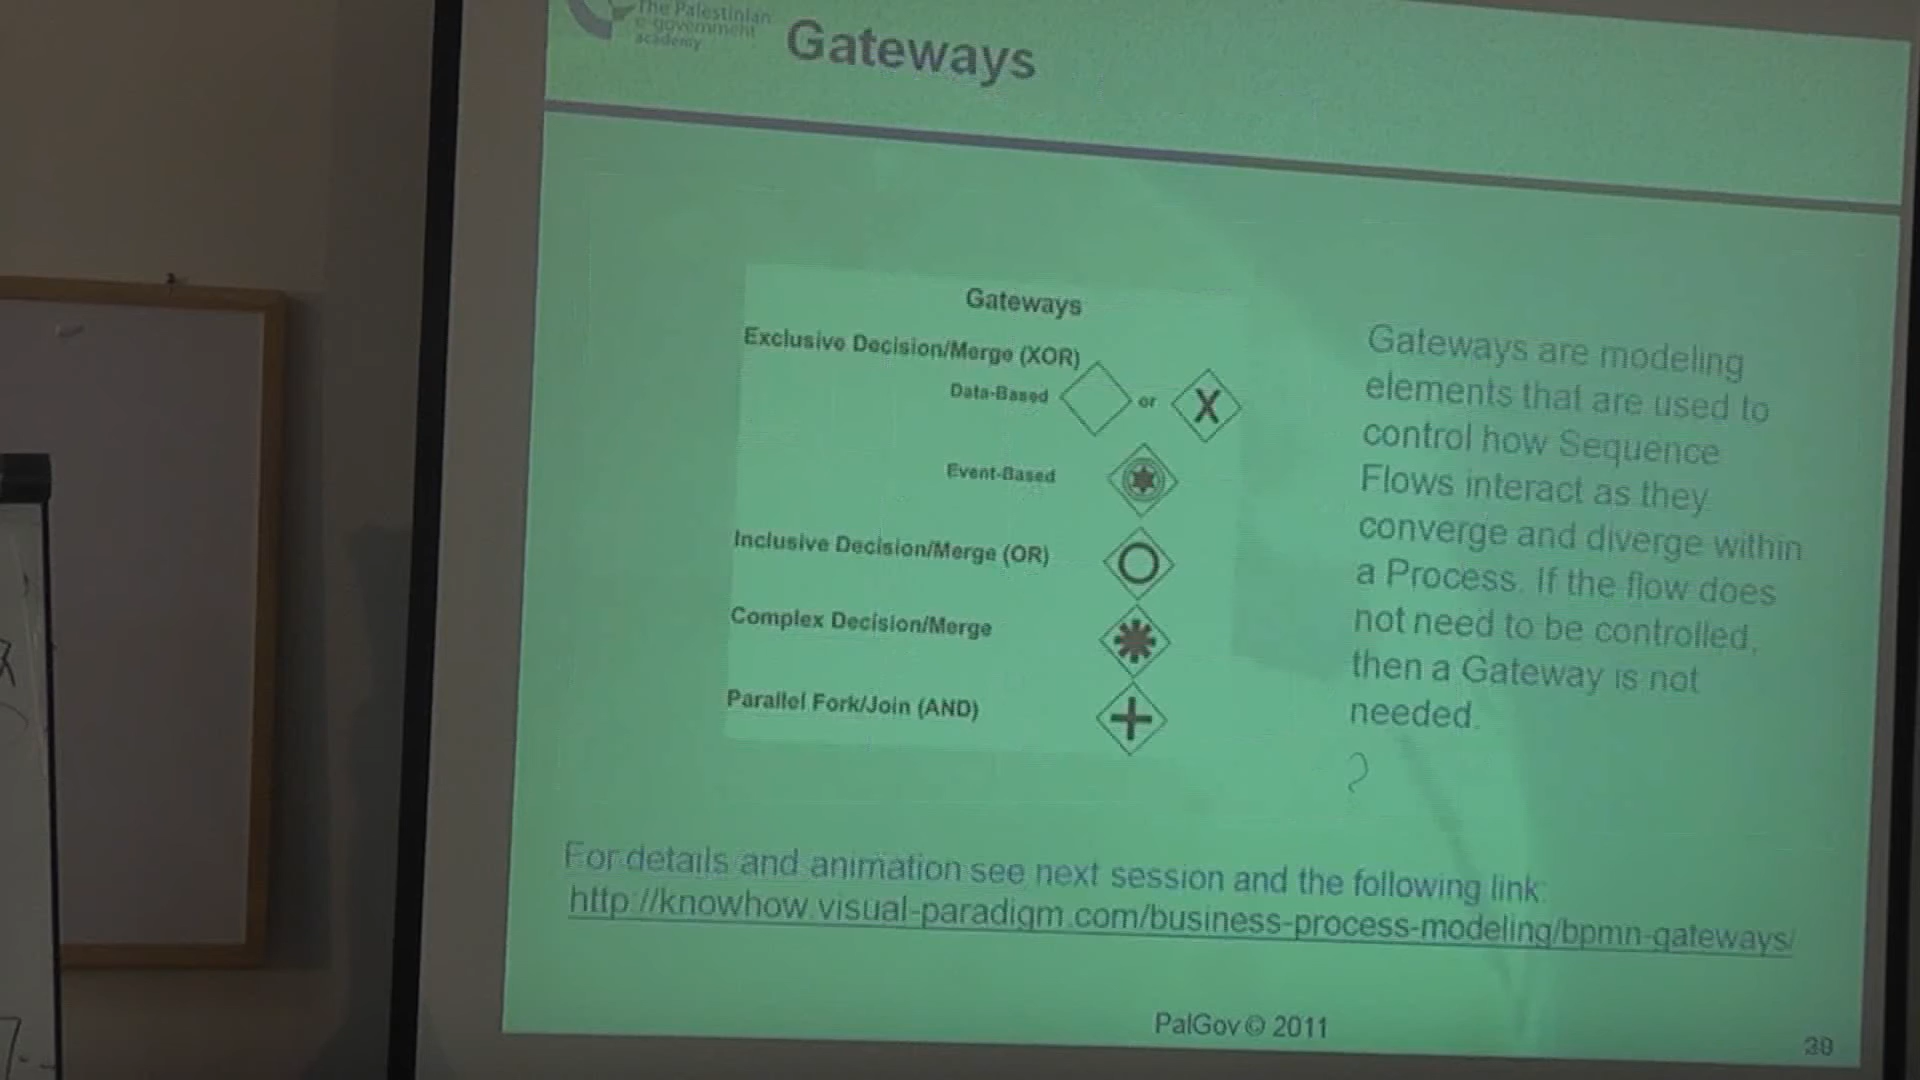 The Palestinian
e-government
academy
Gateways
Gateways
Exclusive Decision/Merge (XOR)
Data-Based or X
Event-Based
Inclusive Decision/Merge (OR)
Complex Decision/Merge
Parallel Fork/Join (AND)
Gateways are modeling
elements that are used to
control how Sequence
Flows interact as they
converge and diverge within
a Process. If the flow does
not need to be controlled,
then a Gateway is not
needed.
For details and animation see next session and the following link:
http://knowhow.visual-paradigm.com/business-process-modeling/bpmn-gateways/
PalGov © 2011